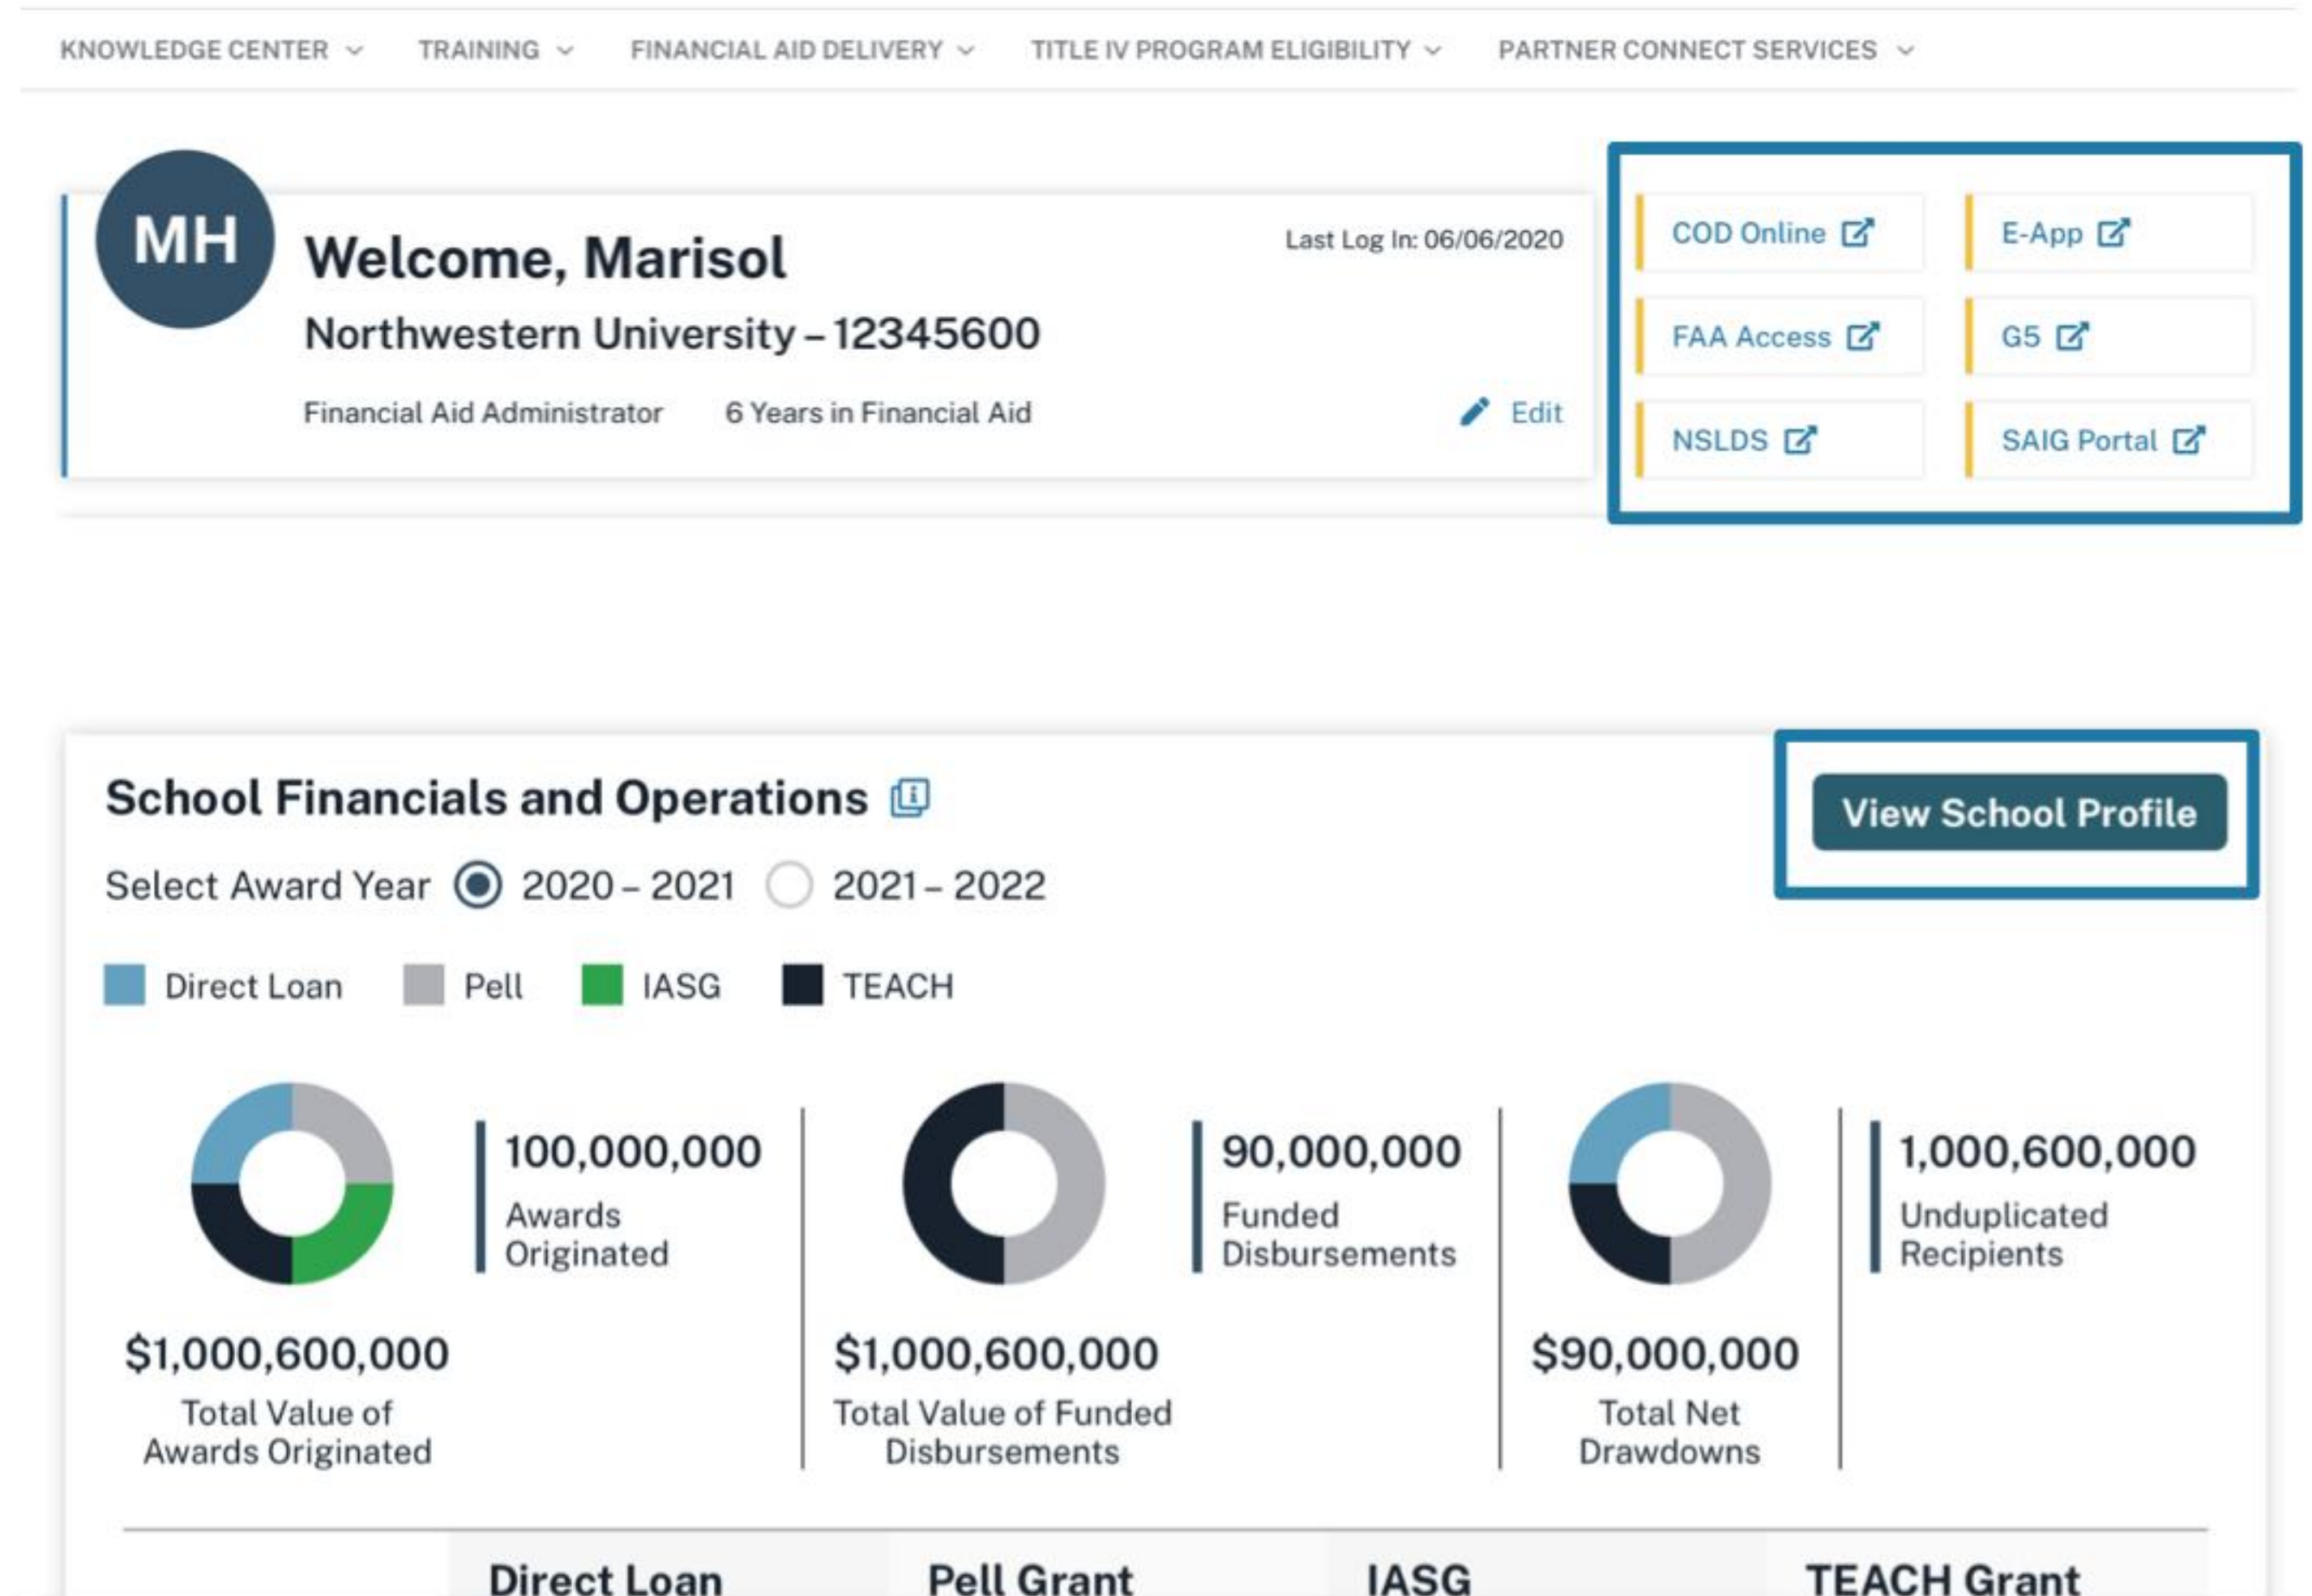 KNOWLEDGE CENTER TRAINING FINANCIAL AID DELIVERY TITLE IV PROGRAM ELIGIBILITY PARTNER CONNECT SERVICES
MH
Welcome, Marisol
Last Log In: 06/06/2020
Northwestern University – 12345600
Financial Aid Administrator 6 Years in Financial Aid
Edit
COD Online E-App
FAA Access G5
NSLDS SAIG Portal
School Financials and Operations
View School Profile
Select Award Year 2020 – 2021 2021 – 2022
Direct Loan Pell IASG TEACH
100,000,000
Awards
Originated
$1,000,600,000
Total Value of
Awards Originated
90,000,000
Funded
Disbursements
$1,000,600,000
Total Value of Funded
Disbursements
$90,000,000
Total Net
Drawdowns
1,000,600,000
Unduplicated
Recipients
Direct Loan Pell Grant IASG TEACH Grant